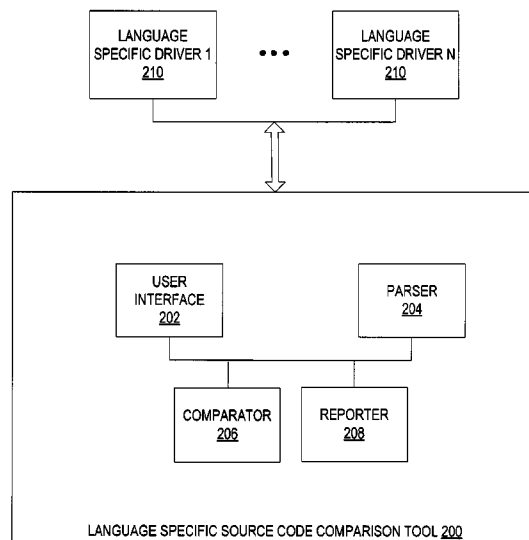 LANGUAGE
SPECIFIC DRIVER 1
210
LANGUAGE
SPECIFIC DRIVER N
210
USER
INTERFACE
202
PARSER
204
COMPARATOR
206
REPORTER
208
LANGUAGE SPECIFIC SOURCE CODE COMPARISON TOOL 200